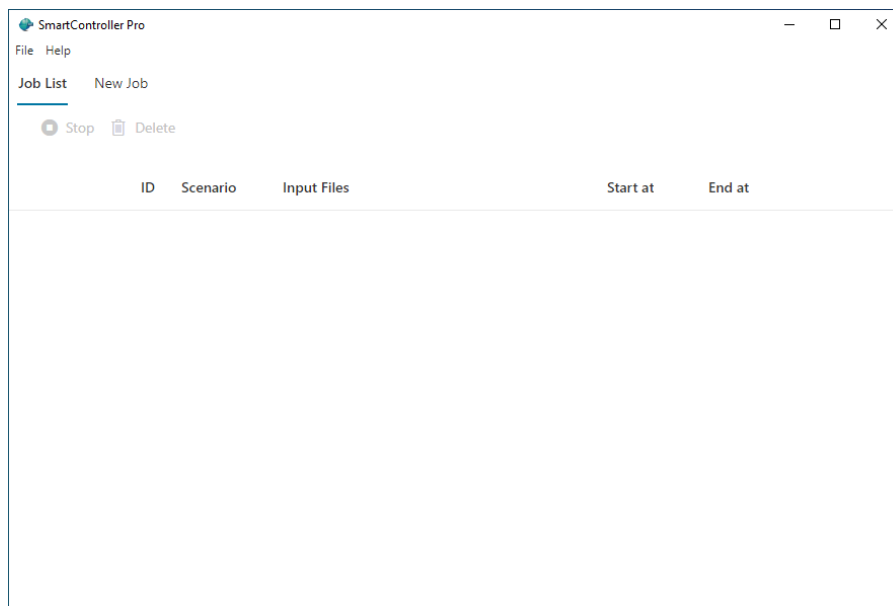 SmartController Pro
File Help
Job List New Job
Stop Delete
ID Scenario Input Files Start at End at